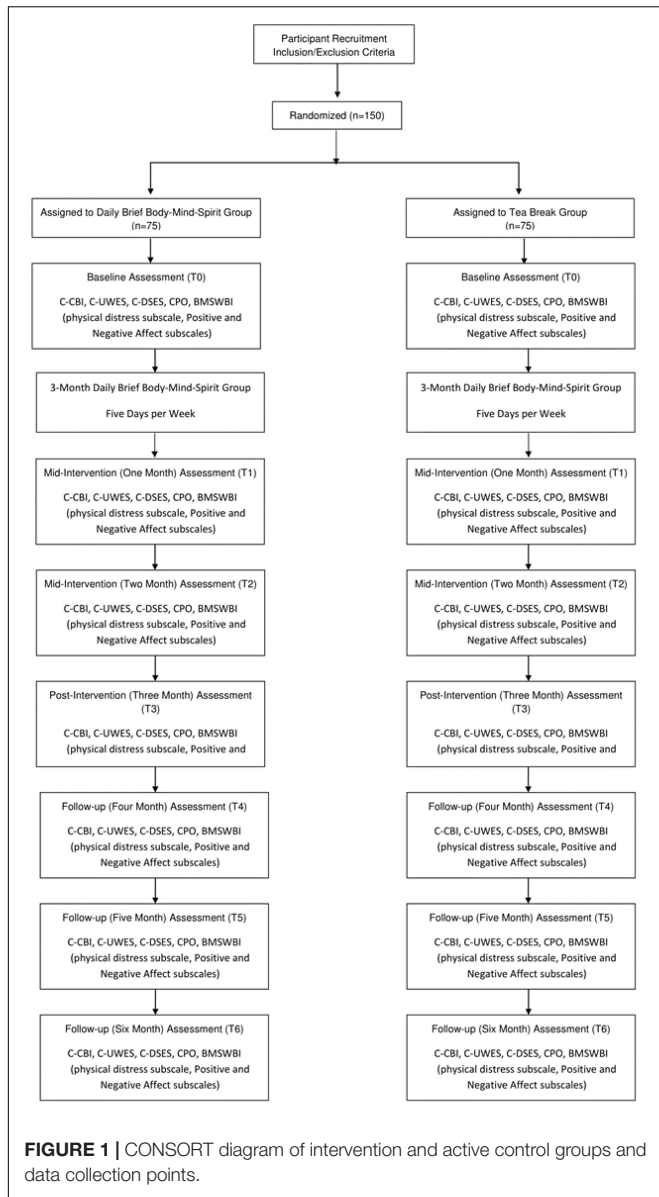 Participant Recruitment
Inclusion/Exclusion Criteria
Randomized (n=150)
Assigned to Daily Brief Body-Mind-Spirit Group
(n=75)
Baseline Assessment (T0)
C-CBI, C-UWES, C-DSES, CPO, BMSWBI
(physical distress subscale, Positive and
Negative Affect subscales)
3-Month Daily Brief Body-Mind-Spirit Group
Five Days per Week
Mid-Intervention (One Month) Assessment (T1)
C-CBI, C-UWES, C-DSES, CPO, BMSWBI
(physical distress subscale, Positive and
Negative Affect subscales)
Mid-Intervention (Two Month) Assessment (T2)
C-CBI, C-UWES, C-DSES, CPO, BMSWBI
(physical distress subscale, Positive and
Negative Affect subscales)
Post-Intervention (Three Month) Assessment
(T3)
C-CBI, C-UWES, C-DSES, CPO, BMSWBI
(physical distress subscale, Positive and
Follow-up (Four Month) Assessment (T4)
C-CBI, C-UWES, C-DSES, CPO, BMSWBI
(physical distress subscale, Positive and
Negative Affect subscales)
Follow-up (Five Month) Assessment (T5)
C-CBI, C-UWES, C-DSES, CPO, BMSWBI
(physical distress subscale, Positive and
Negative Affect subscales)
Follow-up (Six Month) Assessment (T6)
C-CBI, C-UWES, C-DSES, CPO, BMSWBI
(physical distress subscale, Positive and
Negative Affect subscales)
Assigned to Tea Break Group
(n=75)
Baseline Assessment (T0)
C-CBI, C-UWES, C-DSES, CPO, BMSWBI
(physical distress subscale, Positive and
Negative Affect subscales)
3-Month Daily Brief Body-Mind-Spirit Group
Five Days per Week
Mid-Intervention (One Month) Assessment (T1)
C-CBI, C-UWES, C-DSES, CPO, BMSWBI
(physical distress subscale, Positive and
Negative Affect subscales)
Mid-Intervention (Two Month) Assessment (T2)
C-CBI, C-UWES, C-DSES, CPO, BMSWBI
(physical distress subscale, Positive and
Negative Affect subscales)
Post-Intervention (Three Month) Assessment
(T3)
C-CBI, C-UWES, C-DSES, CPO, BMSWBI
(physical distress subscale, Positive and
Follow-up (Four Month) Assessment (T4)
C-CBI, C-UWES, C-DSES, CPO, BMSWBI
(physical distress subscale, Positive and
Negative Affect subscales)
Follow-up (Five Month) Assessment (T5)
C-CBI, C-UWES, C-DSES, CPO, BMSWBI
(physical distress subscale, Positive and
Negative Affect subscales)
Follow-up (Six Month) Assessment (T6)
C-CBI, C-UWES, C-DSES, CPO, BMSWBI
(physical distress subscale, Positive and
Negative Affect subscales)
FIGURE 1 | CONSORT diagram of intervention and active control groups and
data collection points.